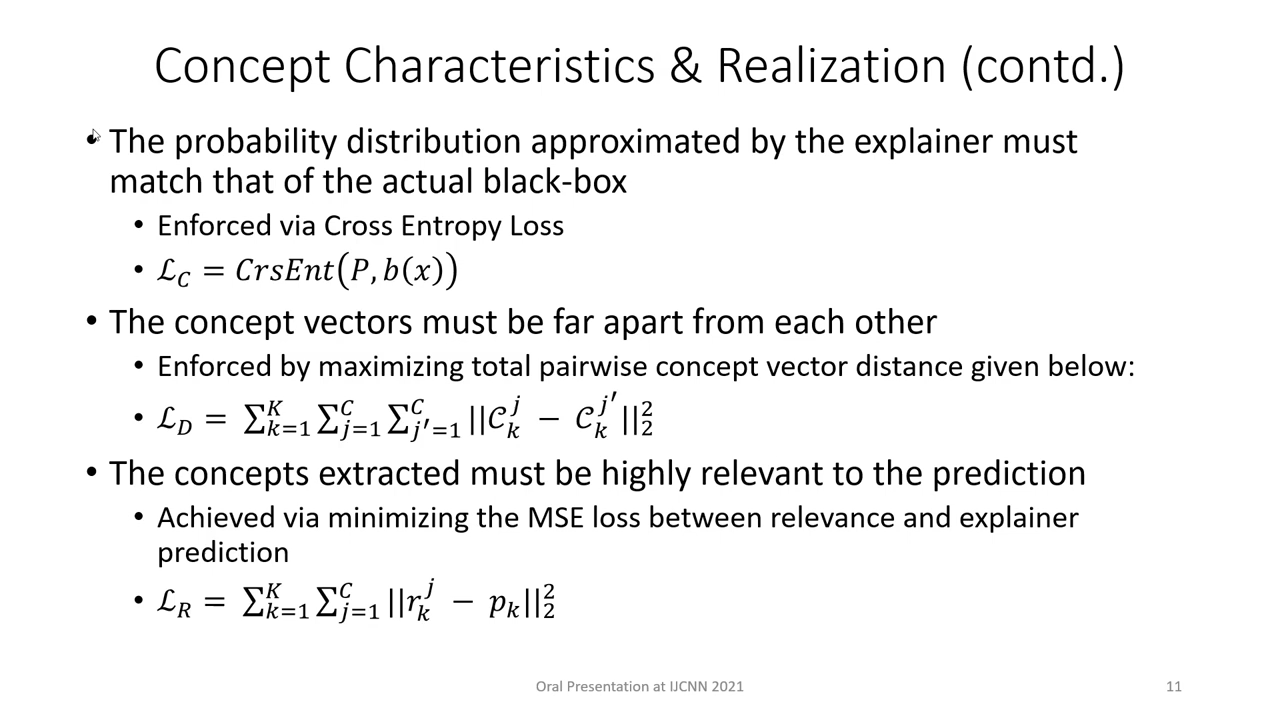 Concept Characteristics & Realization (contd.)
• The probability distribution approximated by the explainer must
match that of the actual black-box
• Enforced via Cross Entropy Loss
• ℒ_C = CrsEnt(P, b(x))
• The concept vectors must be far apart from each other
• Enforced by maximizing total pairwise concept vector distance given below:
• ℒ_D = ∑_{k=1}^{K} ∑_{j=1}^{C} ∑_{j′=1}^{C} ||𝒞_k^j − 𝒞_k^{j′}||_2^2
• The concepts extracted must be highly relevant to the prediction
• Achieved via minimizing the MSE loss between relevance and explainer
prediction
• ℒ_R = ∑_{k=1}^{K} ∑_{j=1}^{C} ||r_k^j − p_k||_2^2
Oral Presentation at IJCNN 2021
11